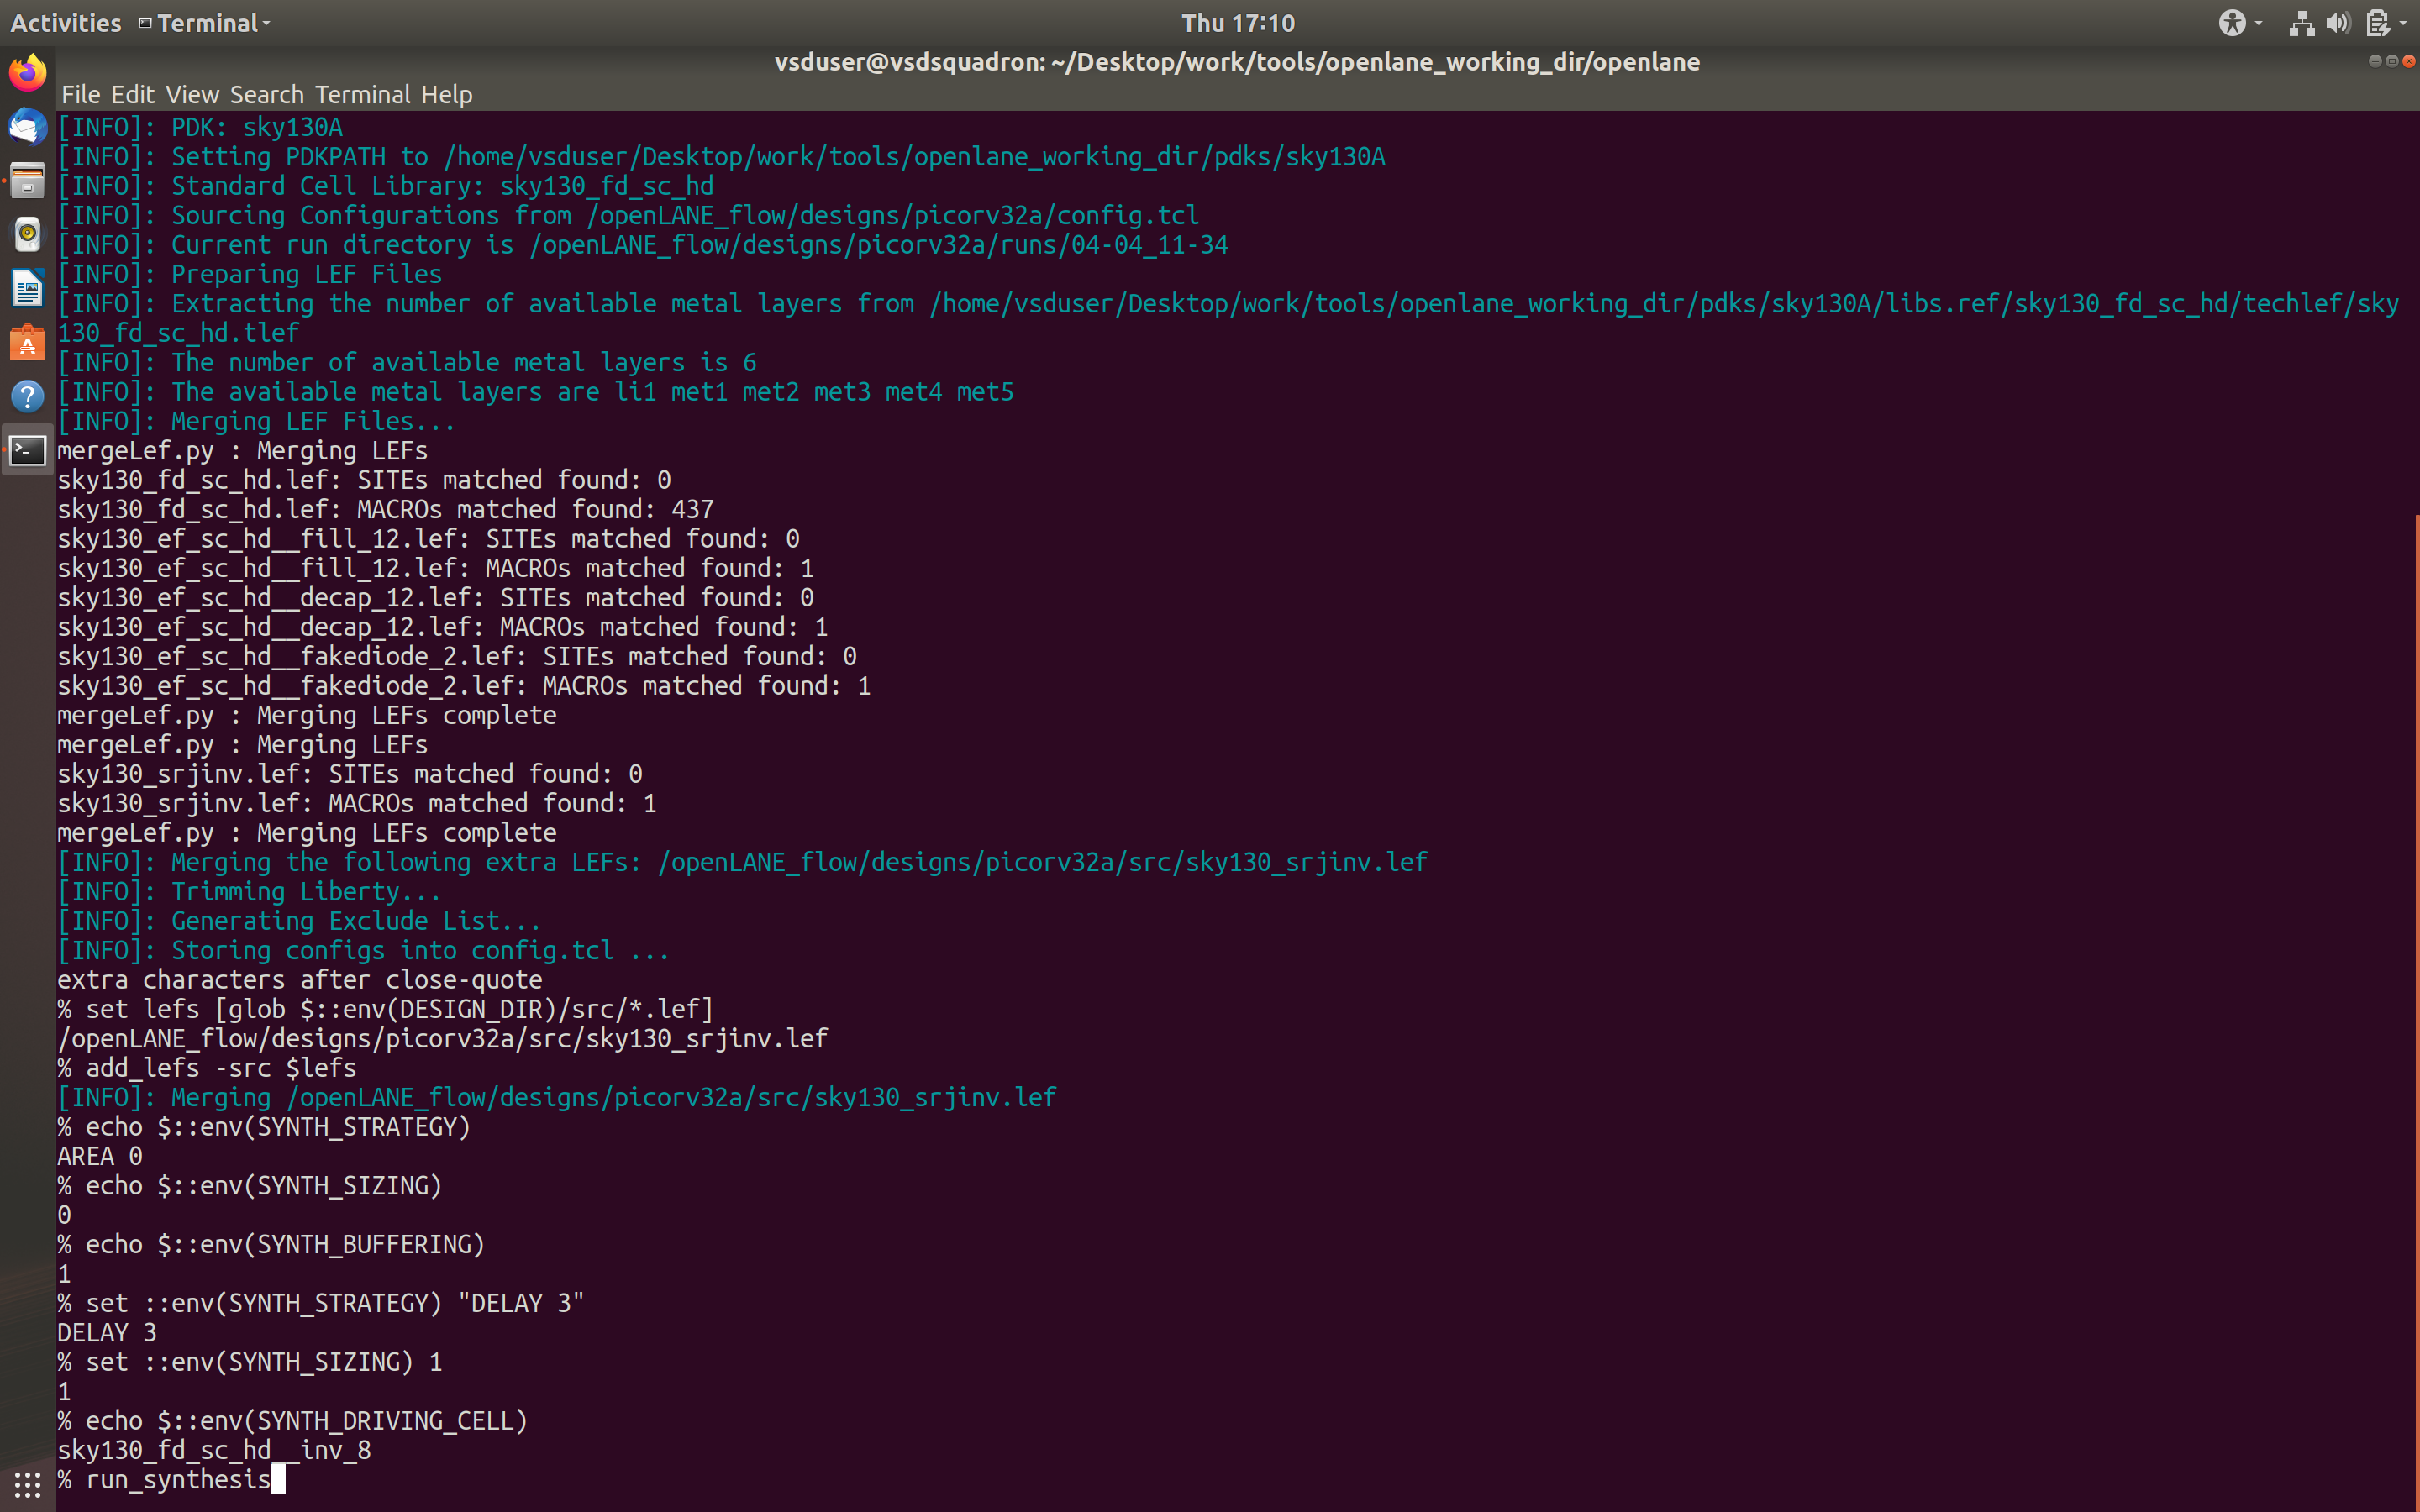 Activities Terminal Thu 17:10
vsduser@vsdsquadron: ~/Desktop/work/tools/openlane_working_dir/openlane
File Edit View Search Terminal Help
[INFO]: PDK: sky130A
[INFO]: Setting PDKPATH to /home/vsduser/Desktop/work/tools/openlane_working_dir/pdks/sky130A
[INFO]: Standard Cell Library: sky130_fd_sc_hd
[INFO]: Sourcing Configurations from /openLANE_flow/designs/picorv32a/config.tcl
[INFO]: Current run directory is /openLANE_flow/designs/picorv32a/runs/04-04_11-34
[INFO]: Preparing LEF Files
[INFO]: Extracting the number of available metal layers from /home/vsduser/Desktop/work/tools/openlane_working_dir/pdks/sky130A/libs.ref/sky130_fd_sc_hd/techlef/sky
130_fd_sc_hd.tlef
[INFO]: The number of available metal layers is 6
[INFO]: The available metal layers are li1 met1 met2 met3 met4 met5
[INFO]: Merging LEF Files...
mergeLef.py : Merging LEFs
sky130_fd_sc_hd.lef: SITEs matched found: 0
sky130_fd_sc_hd.lef: MACROs matched found: 437
sky130_ef_sc_hd__fill_12.lef: SITEs matched found: 0
sky130_ef_sc_hd__fill_12.lef: MACROs matched found: 1
sky130_ef_sc_hd__decap_12.lef: SITEs matched found: 0
sky130_ef_sc_hd__decap_12.lef: MACROs matched found: 1
sky130_ef_sc_hd__fakediode_2.lef: SITEs matched found: 0
sky130_ef_sc_hd__fakediode_2.lef: MACROs matched found: 1
mergeLef.py : Merging LEFs complete
mergeLef.py : Merging LEFs
sky130_srjinv.lef: SITEs matched found: 0
sky130_srjinv.lef: MACROs matched found: 1
mergeLef.py : Merging LEFs complete
[INFO]: Merging the following extra LEFs: /openLANE_flow/designs/picorv32a/src/sky130_srjinv.lef
[INFO]: Trimming Liberty...
[INFO]: Generating Exclude List...
[INFO]: Storing configs into config.tcl ...
extra characters after close-quote
% set lefs [glob $::env(DESIGN_DIR)/src/*.lef]
/openLANE_flow/designs/picorv32a/src/sky130_srjinv.lef
% add_lefs -src $lefs
[INFO]: Merging /openLANE_flow/designs/picorv32a/src/sky130_srjinv.lef
% echo $::env(SYNTH_STRATEGY)
AREA 0
% echo $::env(SYNTH_SIZING)
0
% echo $::env(SYNTH_BUFFERING)
1
% set ::env(SYNTH_STRATEGY) "DELAY 3"
DELAY 3
% set ::env(SYNTH_SIZING) 1
1
% echo $::env(SYNTH_DRIVING_CELL)
sky130_fd_sc_hd__inv_8
% run_synthesis